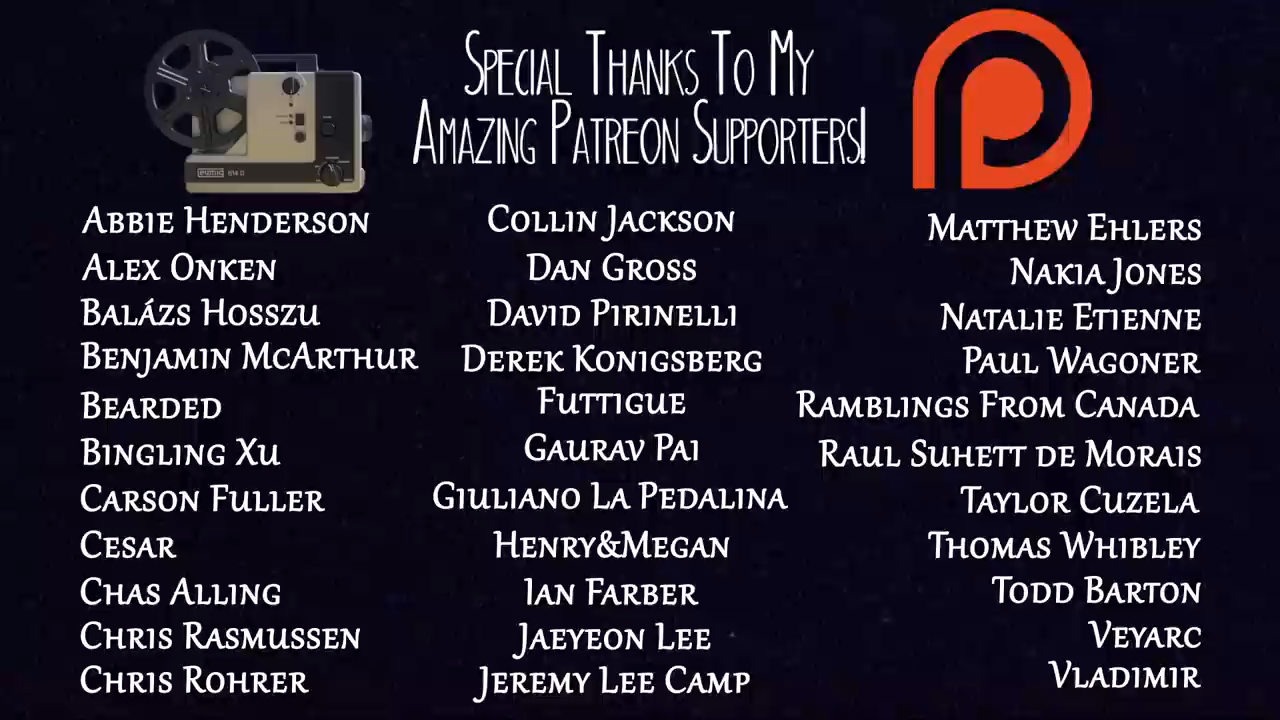 Special Thanks To My
Amazing Patreon Supporters!
Abbie Henderson
Alex Onken
Balázs Hosszu
Benjamin McArthur
Bearded
Bingling Xu
Carson Fuller
Cesar
Chas Alling
Chris Rasmussen
Chris Rohrer
Collin Jackson
Dan Gross
David Pirinelli
Derek Konigsberg
Futtigue
Gaurav Pai
Giuliano La Pedalina
Henry&Megan
Ian Farber
Jaeyeon Lee
Jeremy Lee Camp
Matthew Ehlers
Nakia Jones
Natalie Etienne
Paul Wagoner
Ramblings From Canada
Raul Suhett de Morais
Taylor Cuzela
Thomas Whibley
Todd Barton
Veyarc
Vladimir